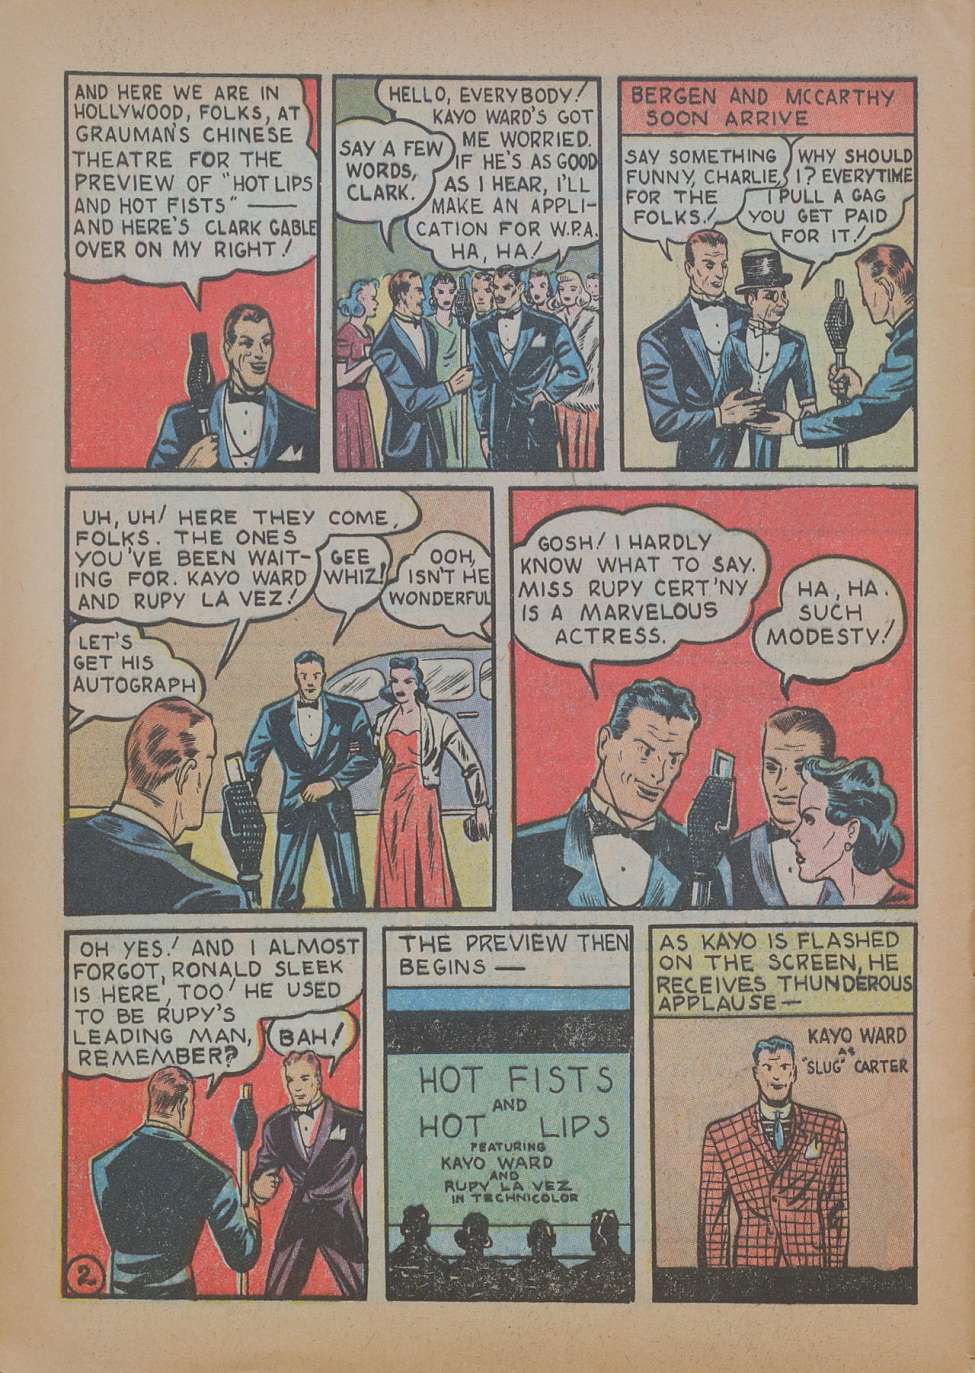 AND HERE WE ARE IN
HOLLYWOOD, FOLKS, AT
GRAUMAN'S CHINESE
THEATRE FOR THE
PREVIEW OF "HOT LIPS
AND HOT FISTS" —
AND HERE'S CLARK GABLE
OVER ON MY RIGHT!
SAY A FEW
WORDS,
CLARK.
HELLO, EVERYBODY!
KAYO WARD'S GOT
ME WORRIED.
IF HE'S AS GOOD
AS I HEAR, I'LL
MAKE AN APPLI-
CATION FOR W.P.A.
HA, HA!
BERGEN AND MCCARTHY
SOON ARRIVE
SAY SOMETHING
FUNNY, CHARLIE,
FOR THE
FOLKS!
WHY SHOULD
I? EVERYTIME
I PULL A GAG
YOU GET PAID
FOR IT!
UH, UH! HERE THEY COME,
FOLKS. THE ONES
YOU'VE BEEN WAIT-
ING FOR. KAYO WARD
AND RUPY LA VEZ!
GEE
WHIZ!
OOH,
ISN'T HE
WONDERFUL
LET'S
GET HIS
AUTOGRAPH
GOSH! I HARDLY
KNOW WHAT TO SAY.
MISS RUPY CERT'NY
IS A MARVELOUS
ACTRESS.
HA, HA.
SUCH
MODESTY!
OH YES! AND I ALMOST
FORGOT, RONALD SLEEK
IS HERE, TOO! HE USED
TO BE RUPY'S
LEADING MAN,
REMEMBER?
BAH!
2
THE PREVIEW THEN
BEGINS —
HOT FISTS
AND
HOT LIPS
FEATURING
KAYO WARD
AND
RUPY LA VEZ
IN TECHNICOLOR
AS KAYO IS FLASHED
ON THE SCREEN, HE
RECEIVES THUNDEROUS
APPLAUSE —
KAYO WARD
AS
"SLUG" CARTER